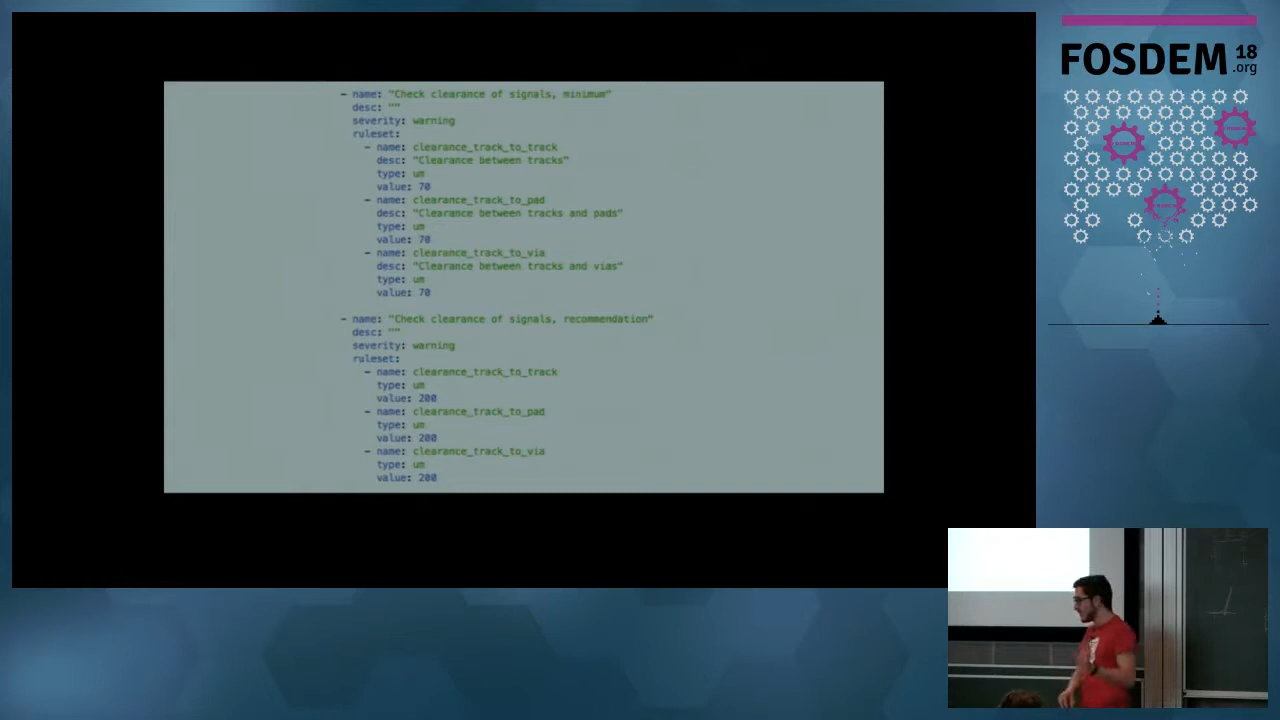 - name: "Check clearance of signals, minimum"
desc: ""
severity: warning
ruleset:
- name: clearance_track_to_track
desc: "Clearance between tracks"
type: um
value: 70
- name: clearance_track_to_pad
desc: "Clearance between tracks and pads"
type: um
value: 70
- name: clearance_track_to_via
desc: "Clearance between tracks and vias"
type: um
value: 70
- name: "Check clearance of signals, recommendation"
desc: ""
severity: warning
ruleset:
- name: clearance_track_to_track
type: um
value: 200
- name: clearance_track_to_pad
type: um
value: 200
- name: clearance_track_to_via
type: um
value: 200
FOSDEM 18
.org